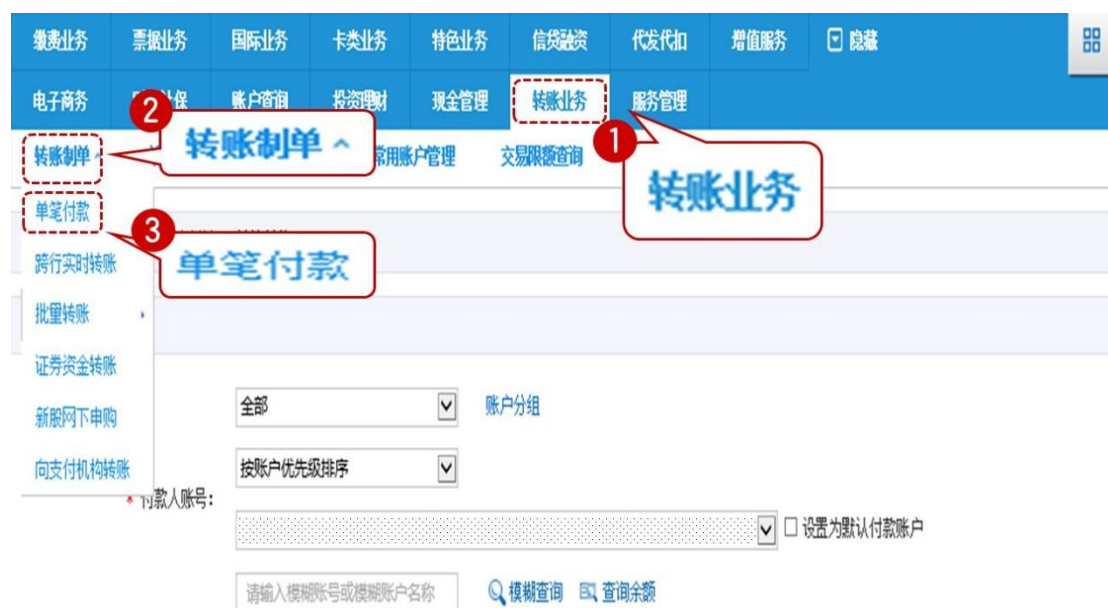 缴费业务 票据业务 国际业务 卡类业务 特色业务 信贷融资 代发代扣 增值服务 隐藏
电子商务 保 账户查询 投资理财 现金管理 转账业务 服务管理
2
1
转账制单 转账制单 常用账户管理 交易限额查询
转账业务
单笔付款
3
单笔付款
跨行实时转账
批量转账
证券资金转账
全部 账户分组
新股网下申购
按账户优先级排序
向支付机构转账
* 付款人账号:
设置为默认付款账户
请输入模糊账号或模糊账户名称 模糊查询 查询余额